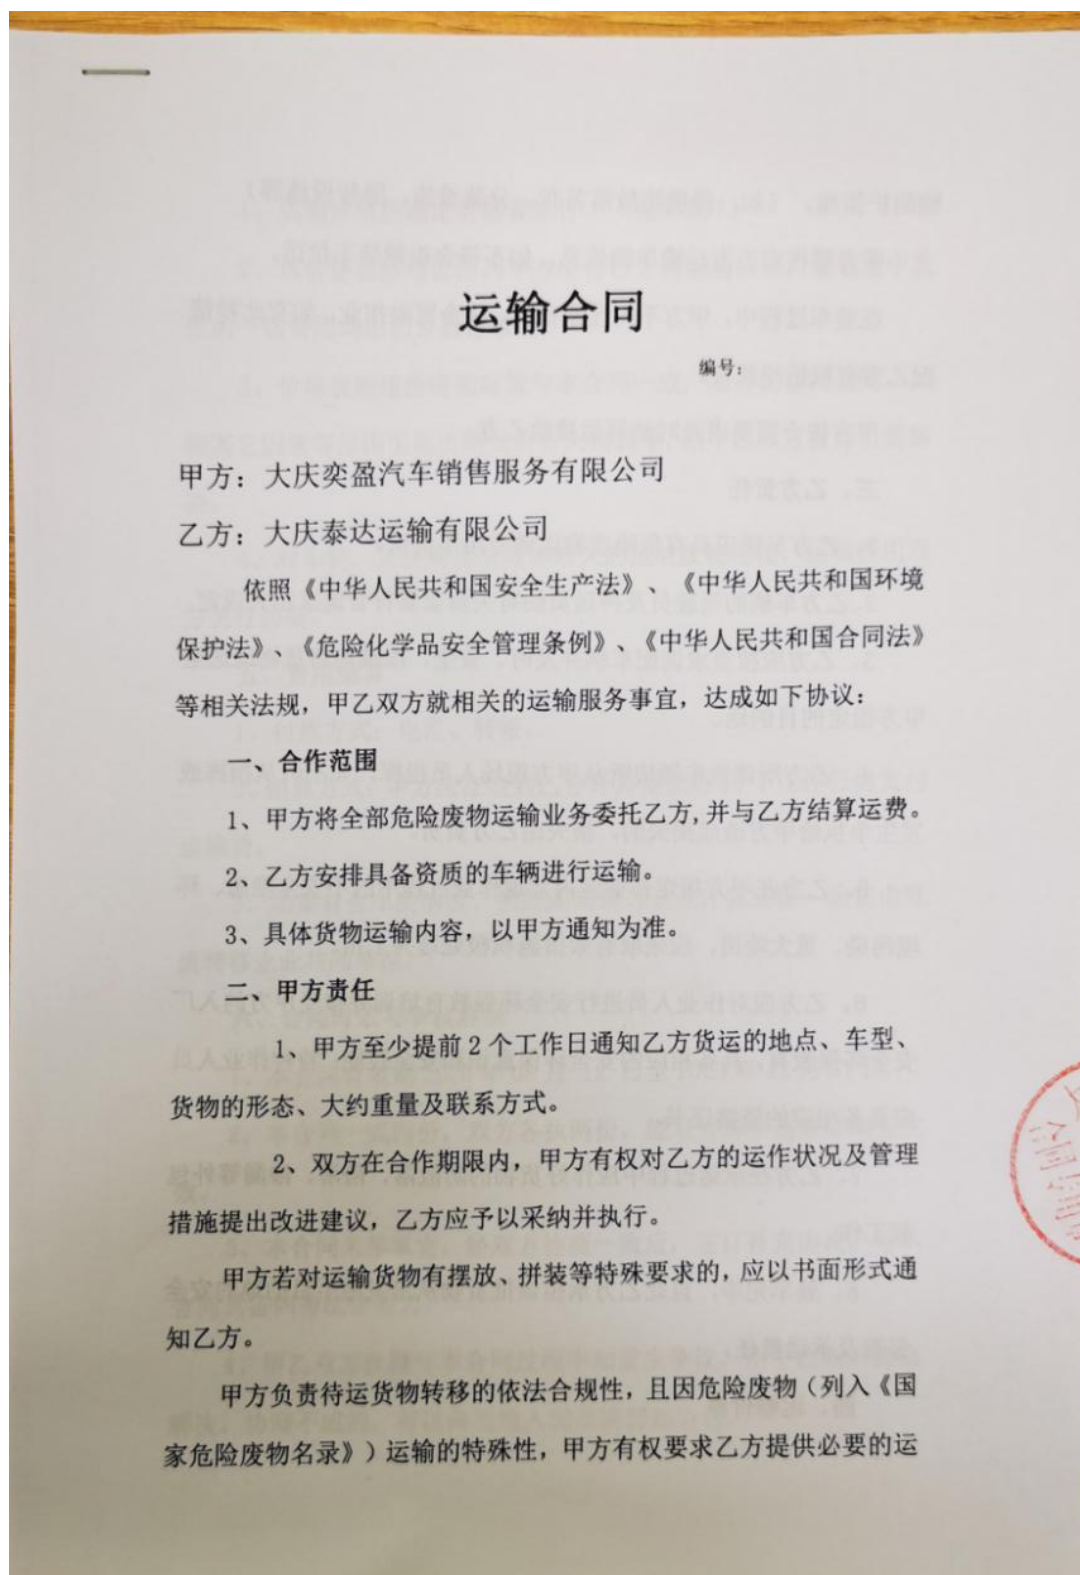 运输合同
编号:
甲方：大庆奕盈汽车销售服务有限公司
乙方：大庆泰达运输有限公司
依照《中华人民共和国安全生产法》、《中华人民共和国环境
保护法》、《危险化学品安全管理条例》、《中华人民共和国合同法》
等相关法规，甲乙双方就相关的运输服务事宜，达成如下协议：
一、合作范围
1、甲方将全部危险废物运输业务委托乙方,并与乙方结算运费。
2、乙方安排具备资质的车辆进行运输。
3、具体货物运输内容，以甲方通知为准。
二、甲方责任
1、甲方至少提前 2 个工作日通知乙方货运的地点、车型、
货物的形态、大约重量及联系方式。
2、双方在合作期限内，甲方有权对乙方的运作状况及管理
措施提出改进建议，乙方应予以采纳并执行。
甲方若对运输货物有摆放、拼装等特殊要求的，应以书面形式通
知乙方。
甲方负责待运货物转移的依法合规性，且因危险废物（列入《国
家危险废物名录》）运输的特殊性，甲方有权要求乙方提供必要的运